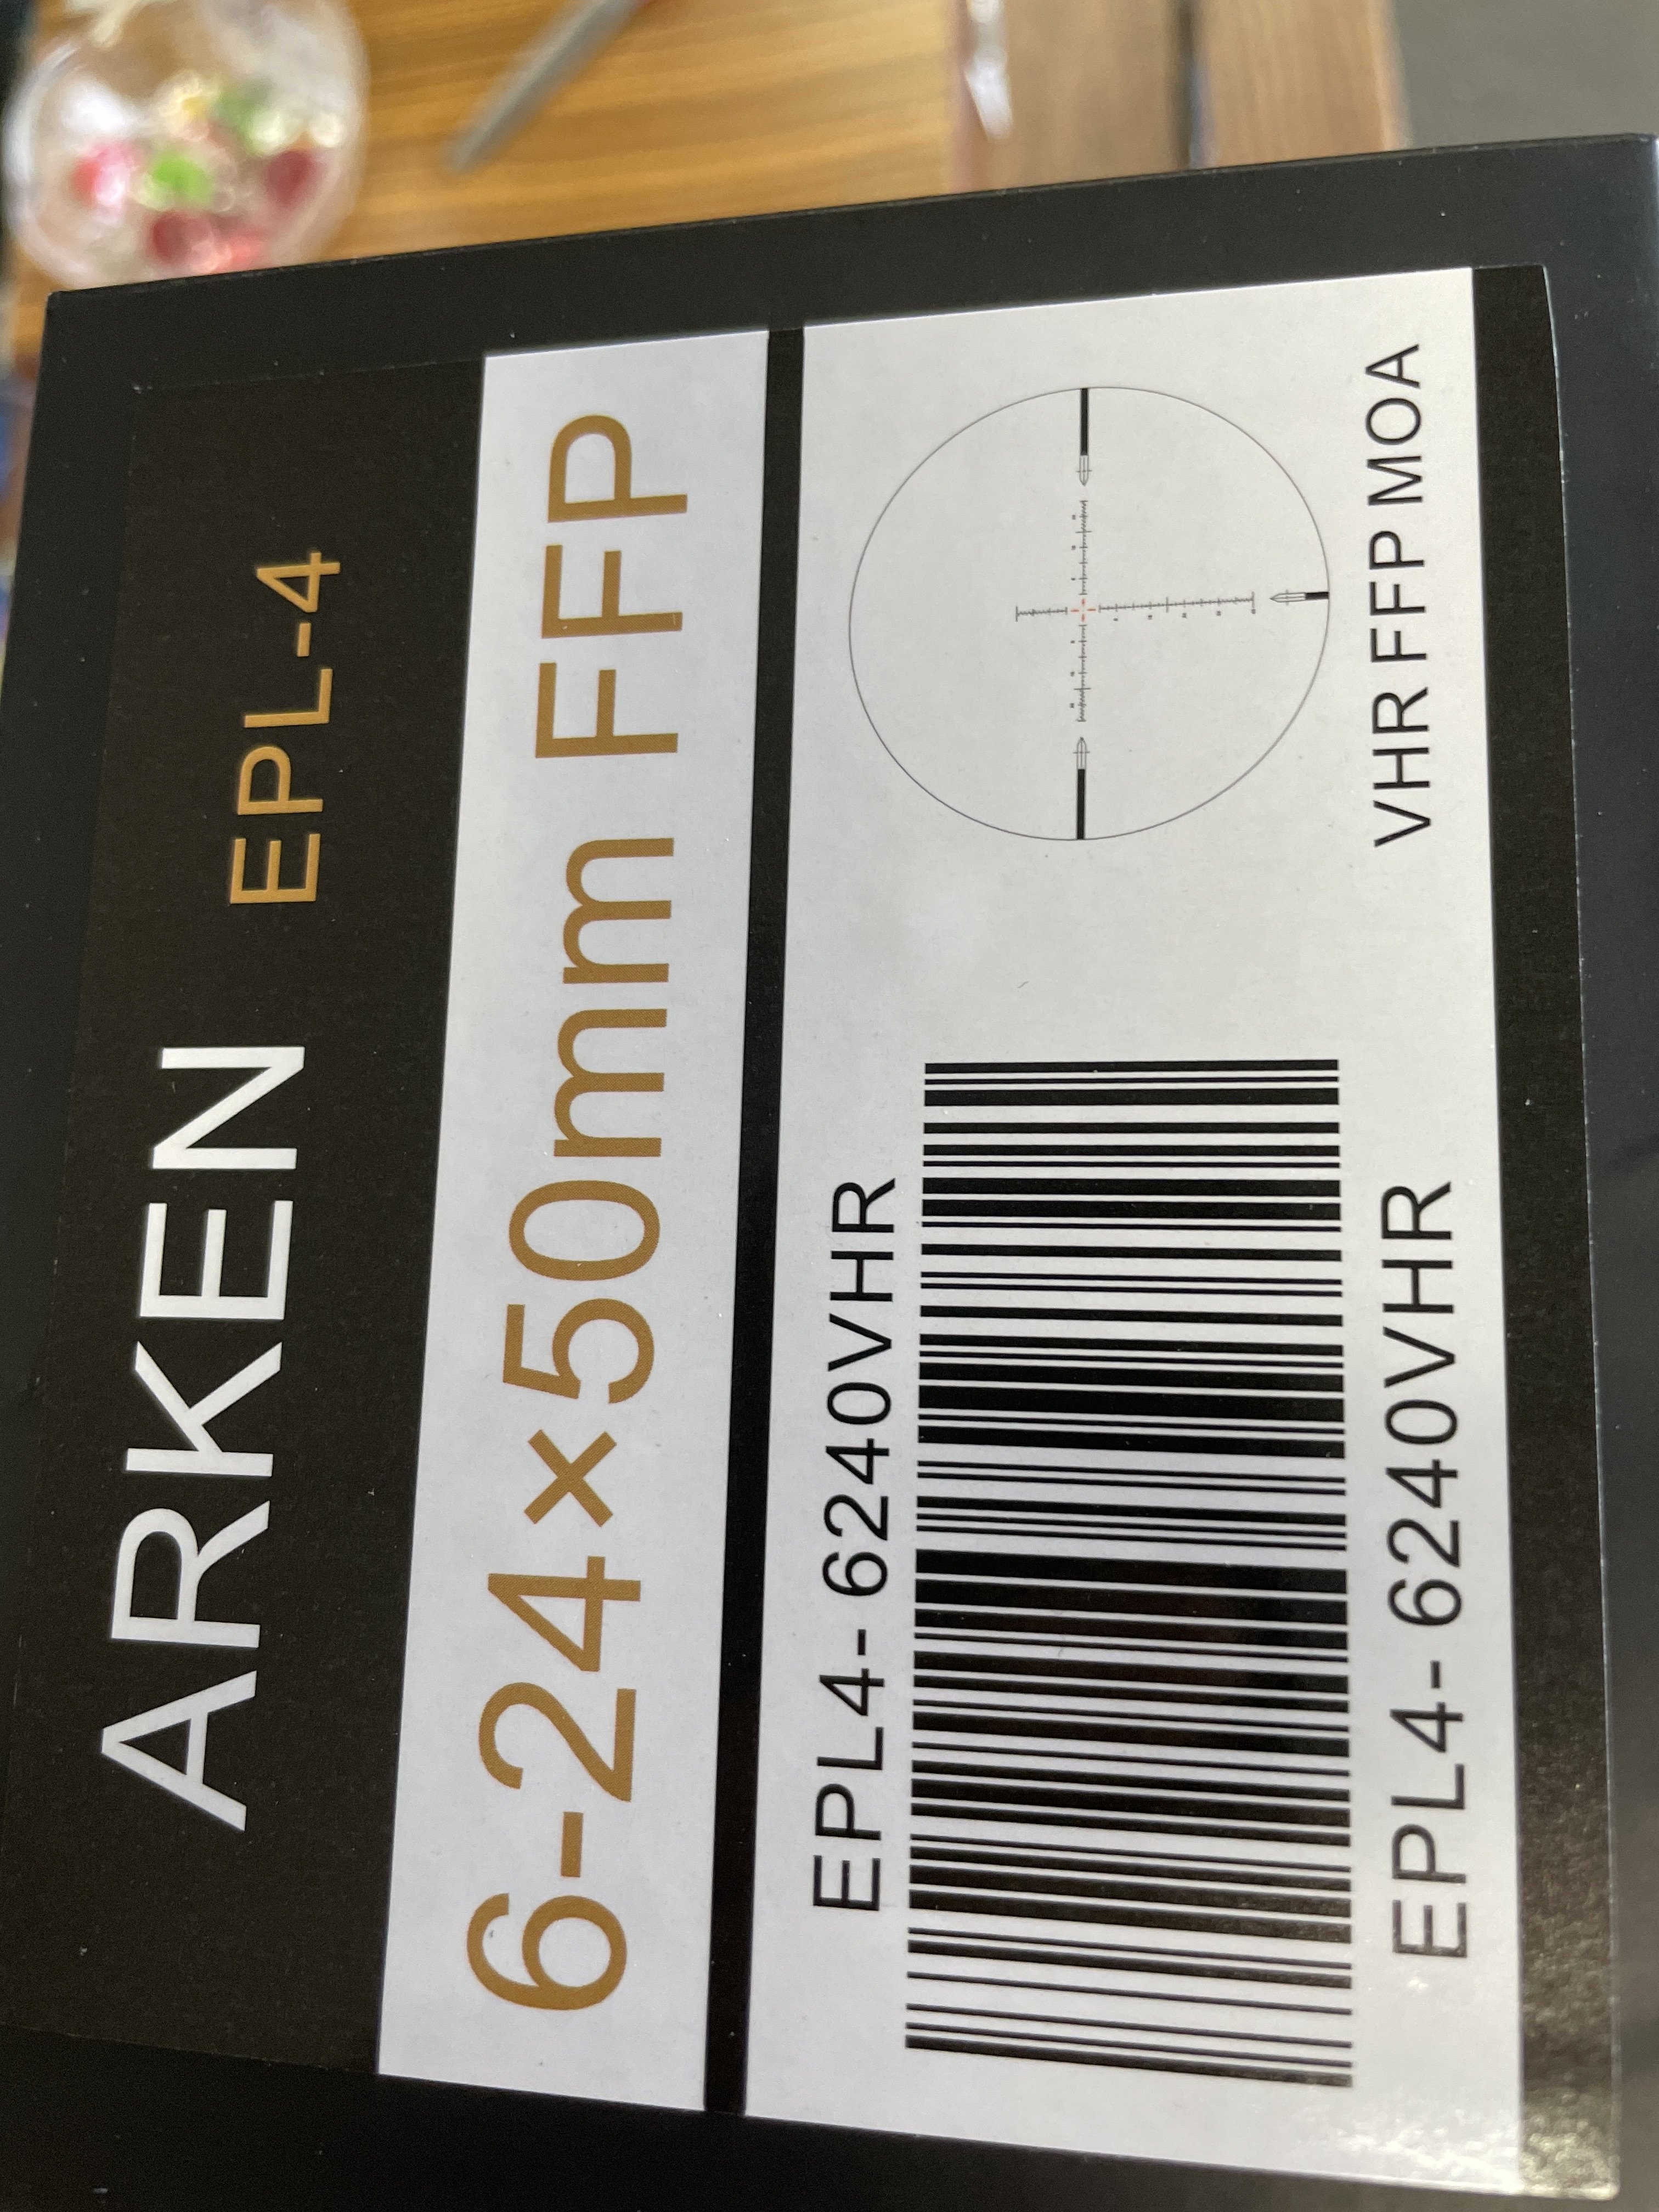 ARKEN EPL-4
6-24×50mm FFP
EPL4- 6240VHR
EPL4- 6240VHR
VHR FFP MOA